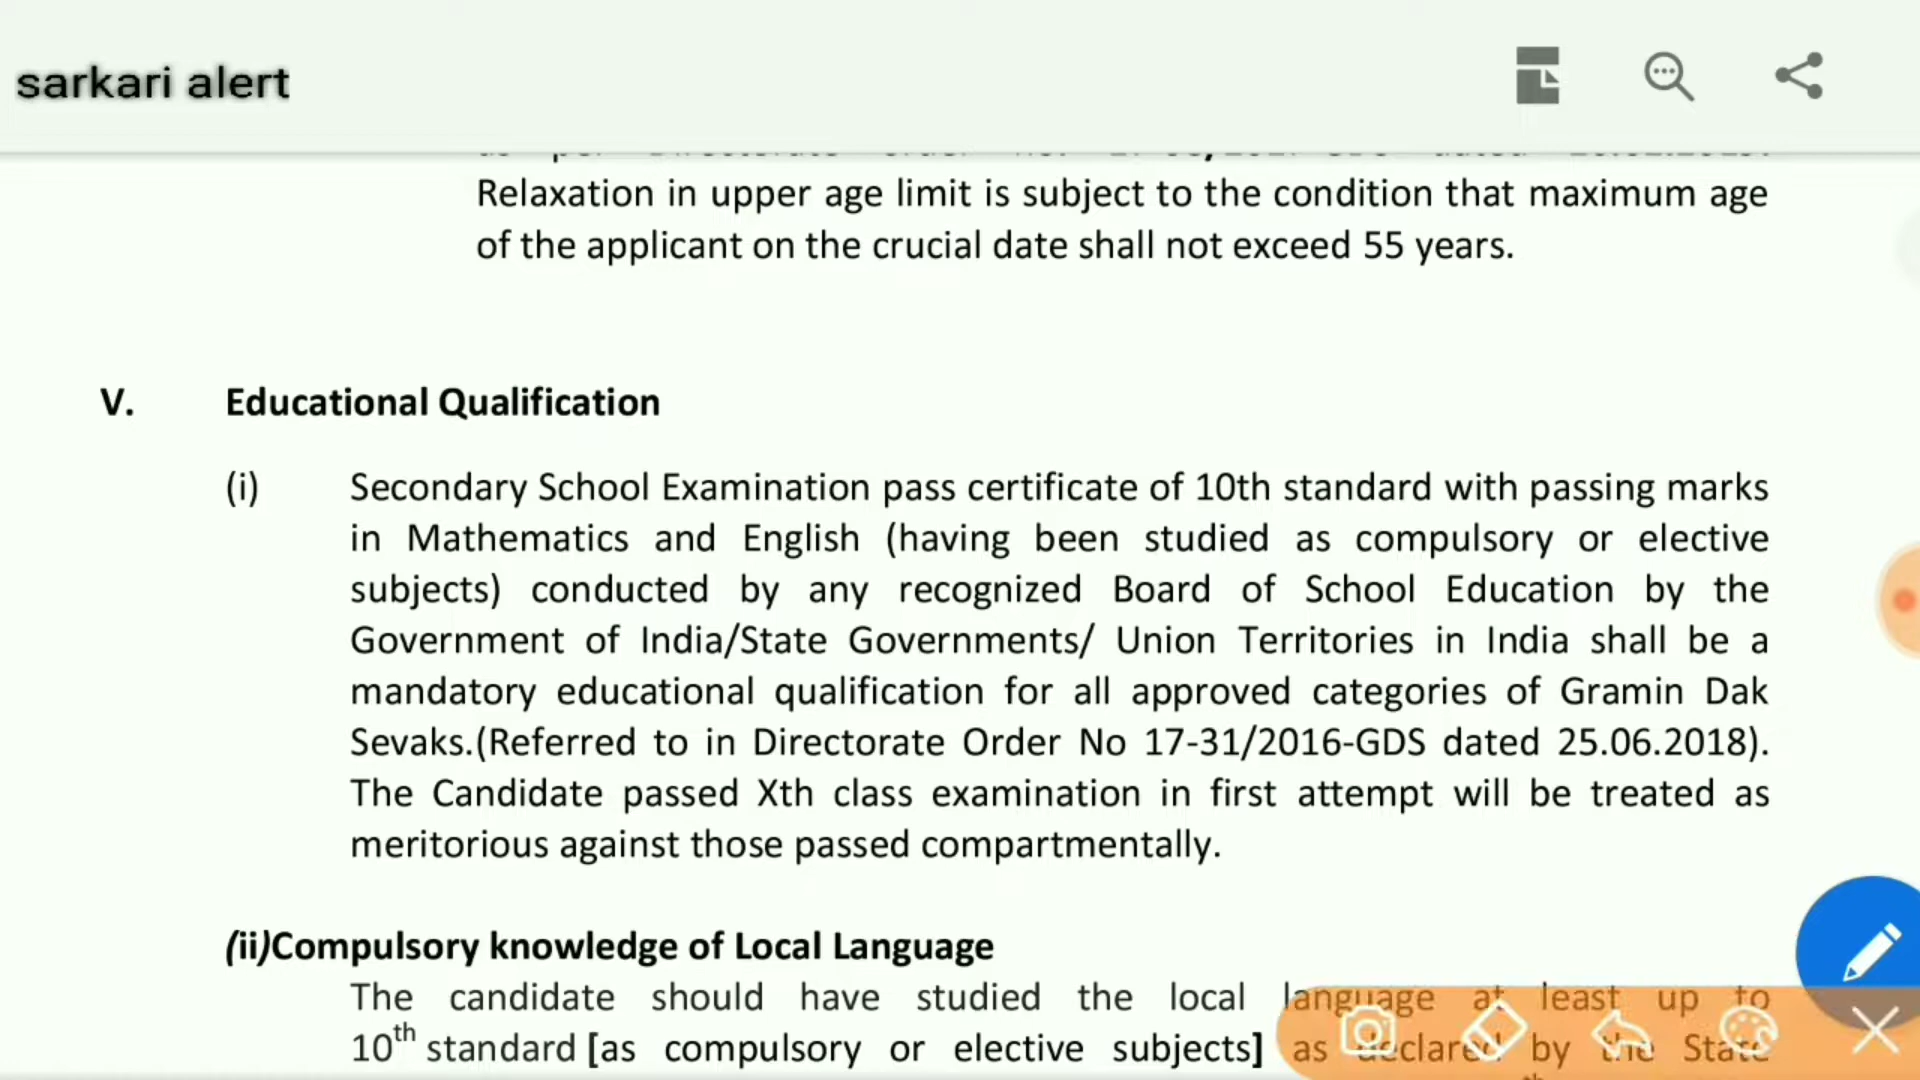 sarkari alert
Relaxation in upper age limit is subject to the condition that maximum age
of the applicant on the crucial date shall not exceed 55 years.
V. Educational Qualification
(i) Secondary School Examination pass certificate of 10th standard with passing marks
in Mathematics and English (having been studied as compulsory or elective
subjects) conducted by any recognized Board of School Education by the
Government of India/State Governments/ Union Territories in India shall be a
mandatory educational qualification for all approved categories of Gramin Dak
Sevaks.(Referred to in Directorate Order No 17-31/2016-GDS dated 25.06.2018).
The Candidate passed Xth class examination in first attempt will be treated as
meritorious against those passed compartmentally.
(ii)Compulsory knowledge of Local Language
The candidate should have studied the local language at least up to
10th standard [as compulsory or elective subjects] as declared by the State